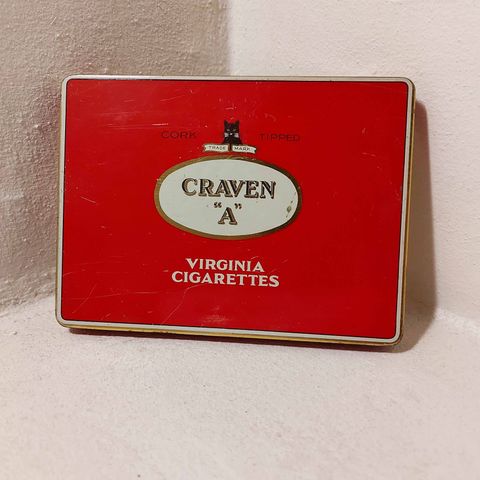 CORK TIPPED
TRADE MARK
CRAVEN
“A”
VIRGINIA
CIGARETTES